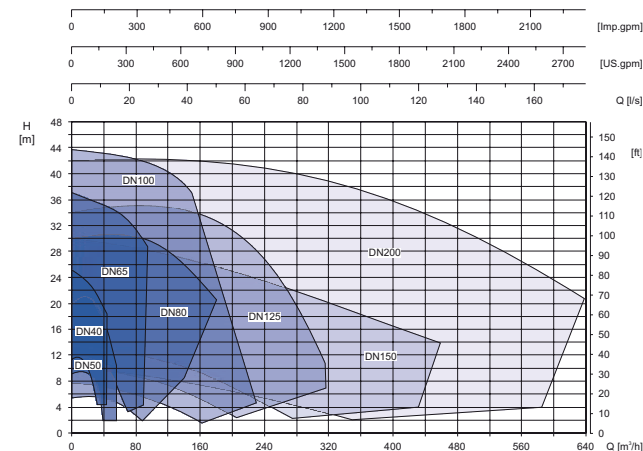 0 300 600 900 1200 1500 1800 2100 [Imp.gpm]
0 300 600 900 1200 1500 1800 2100 2400 2700 [US.gpm]
0 20 40 60 80 100 120 140 160 Q [l/s]
H
[m]
48
44
40
36
32
28
24
20
16
12
8
4
0
[ft]
150
140
130
120
110
100
90
80
70
60
50
40
30
20
10
0
DN100
DN200
DN65
DN80
DN125
DN40
DN150
DN50
0 80 160 240 320 400 480 560 640
Q [m³/h]